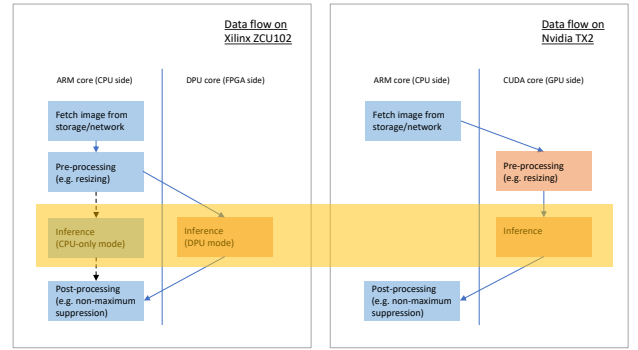 Data flow on
Xilinx ZCU102
ARM core (CPU side)
DPU core (FPGA side)
Fetch image from
storage/network
Pre-processing
(e.g. resizing)
Inference
(CPU-only mode)
Inference
(DPU mode)
Post-processing
(e.g. non-maximum
suppression)
Data flow on
Nvidia TX2
ARM core (CPU side)
CUDA core (GPU side)
Fetch image from
storage/network
Pre-processing
(e.g. resizing)
Inference
Post-processing
(e.g. non-maximum
suppression)